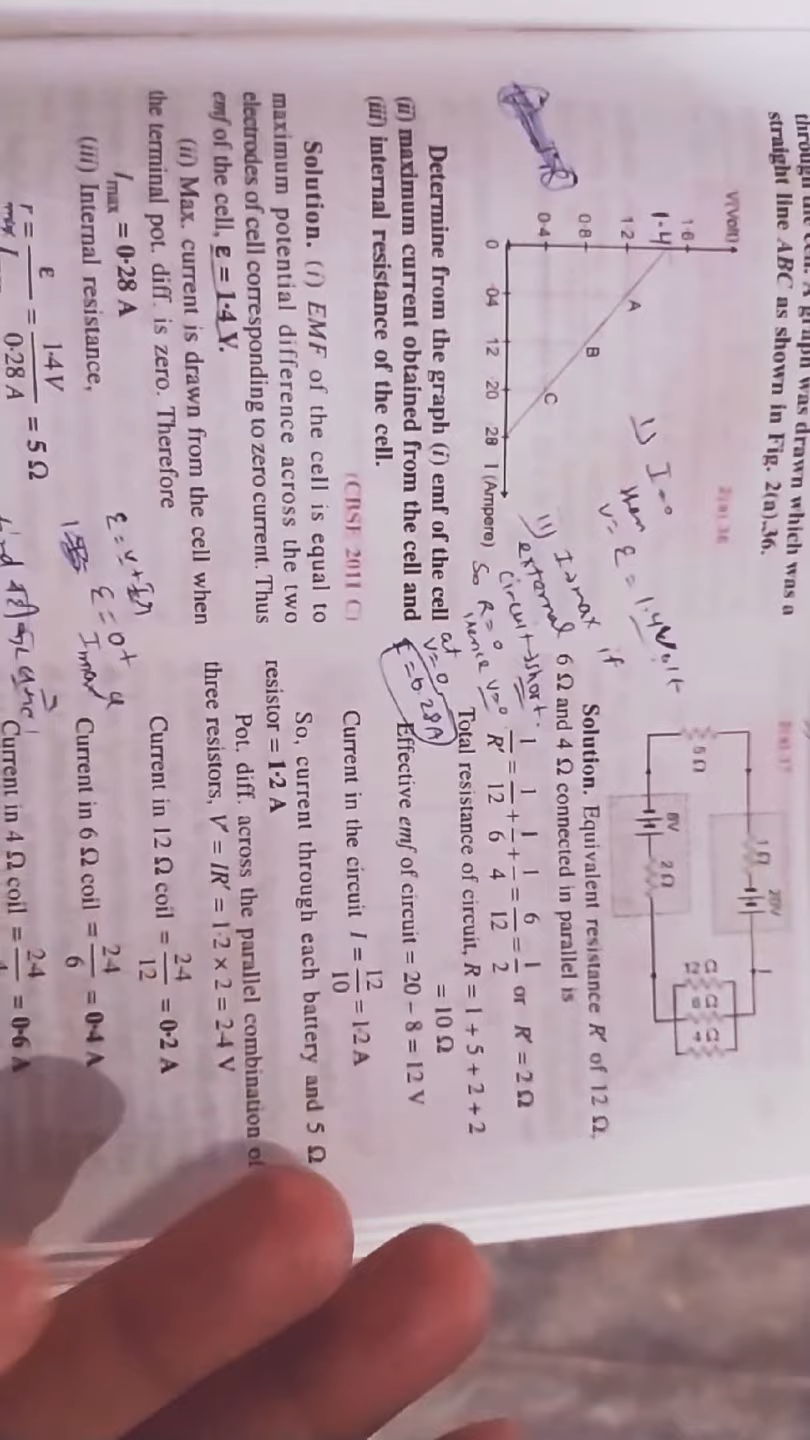 straight line ABC as shown in Fig. 2(a).36.
2(a).36
V(Volt)
1·6
1.4
1·2
0·8
0·4
0
A
B
C
·04 12 20 28 I (Ampere)
1) I=0
then
V= ε = 1.4 Volt
11) I→max if
external
circuit→short.
So R=0
hence V=0
at
V=0
I=0.28A
Determine from the graph (i) emf of the cell
(ii) maximum current obtained from the cell and
(iii) internal resistance of the cell.
(CBSE 2011 C)
Solution. (i) EMF of the cell is equal to
maximum potential difference across the two
electrodes of cell corresponding to zero current. Thus
emf of the cell, ε = 1·4 V.
(ii) Max. current is drawn from the cell when
the terminal pot. diff. is zero. Therefore
I max = 0·28 A
(iii) Internal resistance,
r = ε / I = 1·4V / 0·28 A = 5 Ω
ε = V + Ir
ε = 0 +
Imax
20V
1 Ω
I
5 Ω
8V
2 Ω
Solution. Equivalent resistance R′ of 12 Ω,
6 Ω and 4 Ω connected in parallel is
1/R′ = 1/12 + 1/6 + 1/4 = 6/12 = 1/2 or R′ = 2 Ω
Total resistance of circuit, R = 1 + 5 + 2 + 2
= 10 Ω
Effective emf of circuit = 20 − 8 = 12 V
Current in the circuit I = 12/10 = 1·2 A
So, current through each battery and 5 Ω
resistor = 1·2 A
Pot. diff. across the parallel combination of
three resistors, V′ = IR′ = 1·2 × 2 = 2·4 V
Current in 12 Ω coil = 2·4/12 = 0·2 A
Current in 6 Ω coil = 2·4/6 = 0·4 A
Current in 4 Ω coil = 2·4/4 = 0·6 A